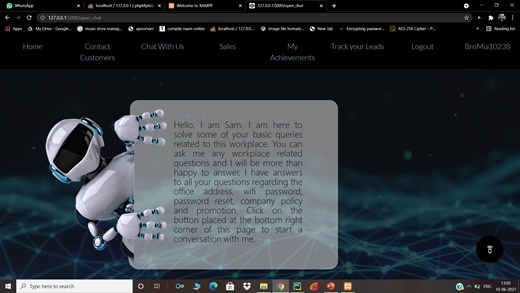 WhatsApp
localhost / 127.0.0.1 | phpMyAd
Welcome to XAMPP
127.0.0.1:5000/open_chat
127.0.0.1:5000/open_chat
Apps
My Drive - Google...
music store manag...
apoorvarc
compile nasm online
localhost / 127.0.0...
Image file formats...
New Tab
Encrypting passwor...
AES-256 Cipher – P...
Reading list
Home
Contact Customers
Chat With Us
Sales
My Achievements
Track your Leads
Logout
BroMia10238
Hello. I am Sam. I am here to
solve some of your basic queries
related to this workplace. You can
ask me any workplace related
questions and I will be more than
happy to answer. I have answers
to all your questions regarding the
office address, wifi password,
password reset, company policy
and promotion. Click on the
button placed at the bottom right
corner of this page to start a
conversation with me.
Type here to search
ENG
13:05
10-06-2021